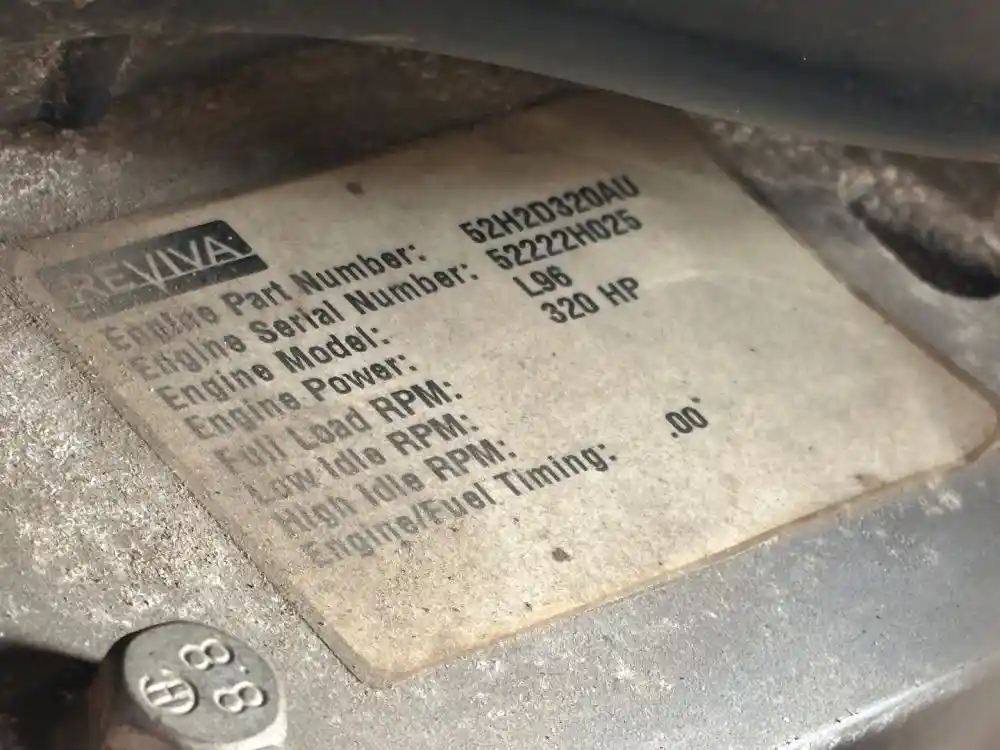 REVIVA
Engine Part Number: 52H2D320AU
Engine Serial Number: 52222H025
Engine Model: L96
Engine Power: 320 HP
Full Load RPM:
Low Idle RPM:
High Idle RPM:
Engine/Fuel Timing: .00°
8.8